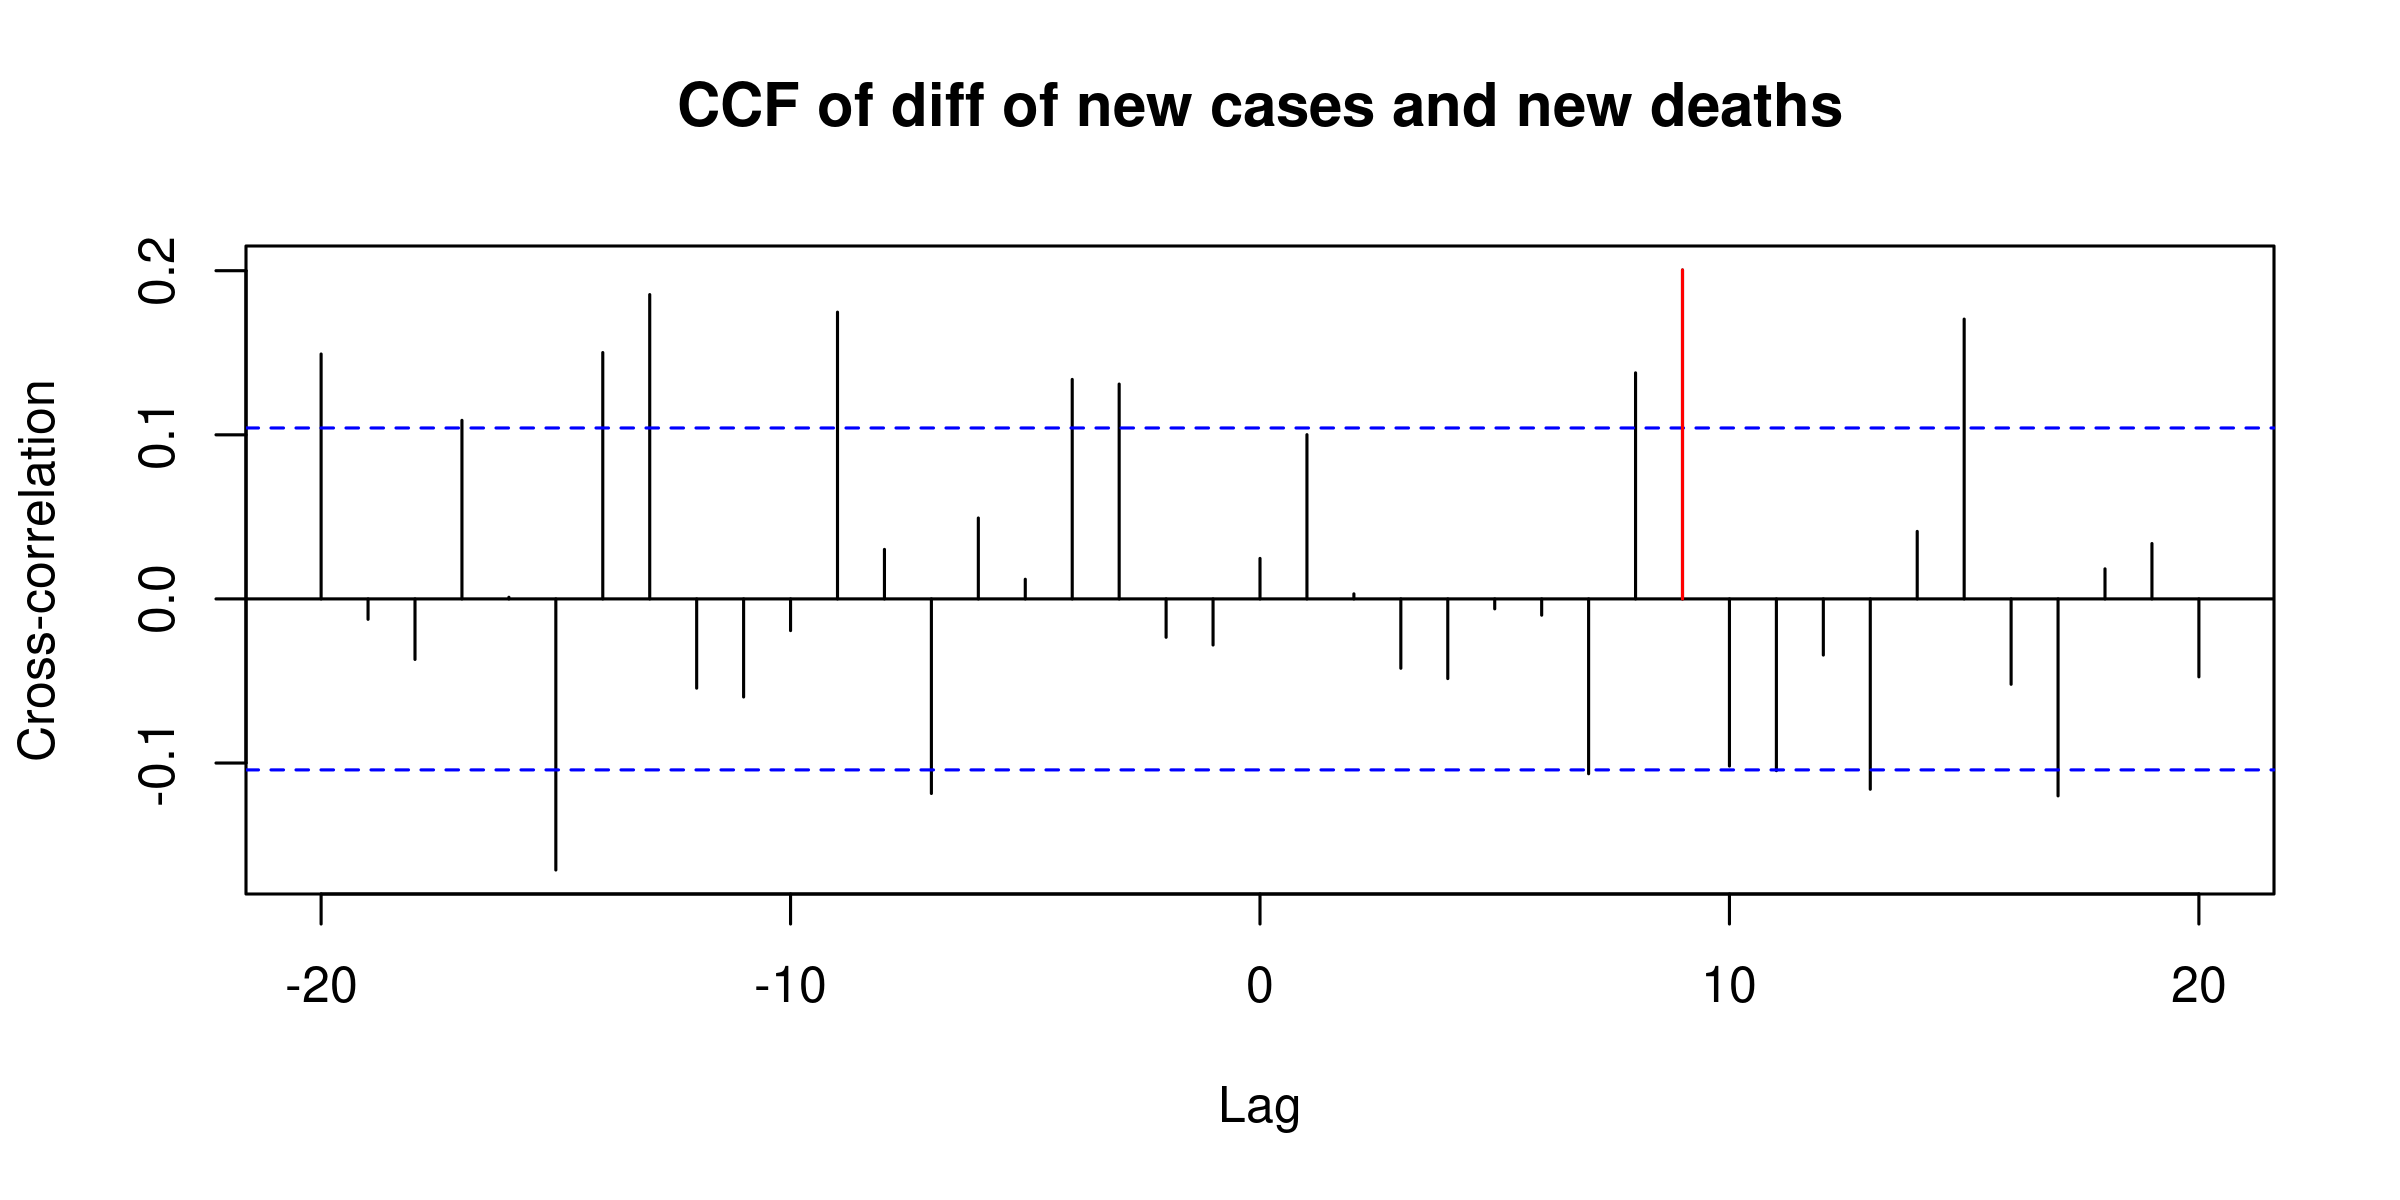 CCF of diff of new cases and new deaths
Cross-correlation
0.2
0.1
0.0
-0.1
-20 -10 0 10 20
Lag